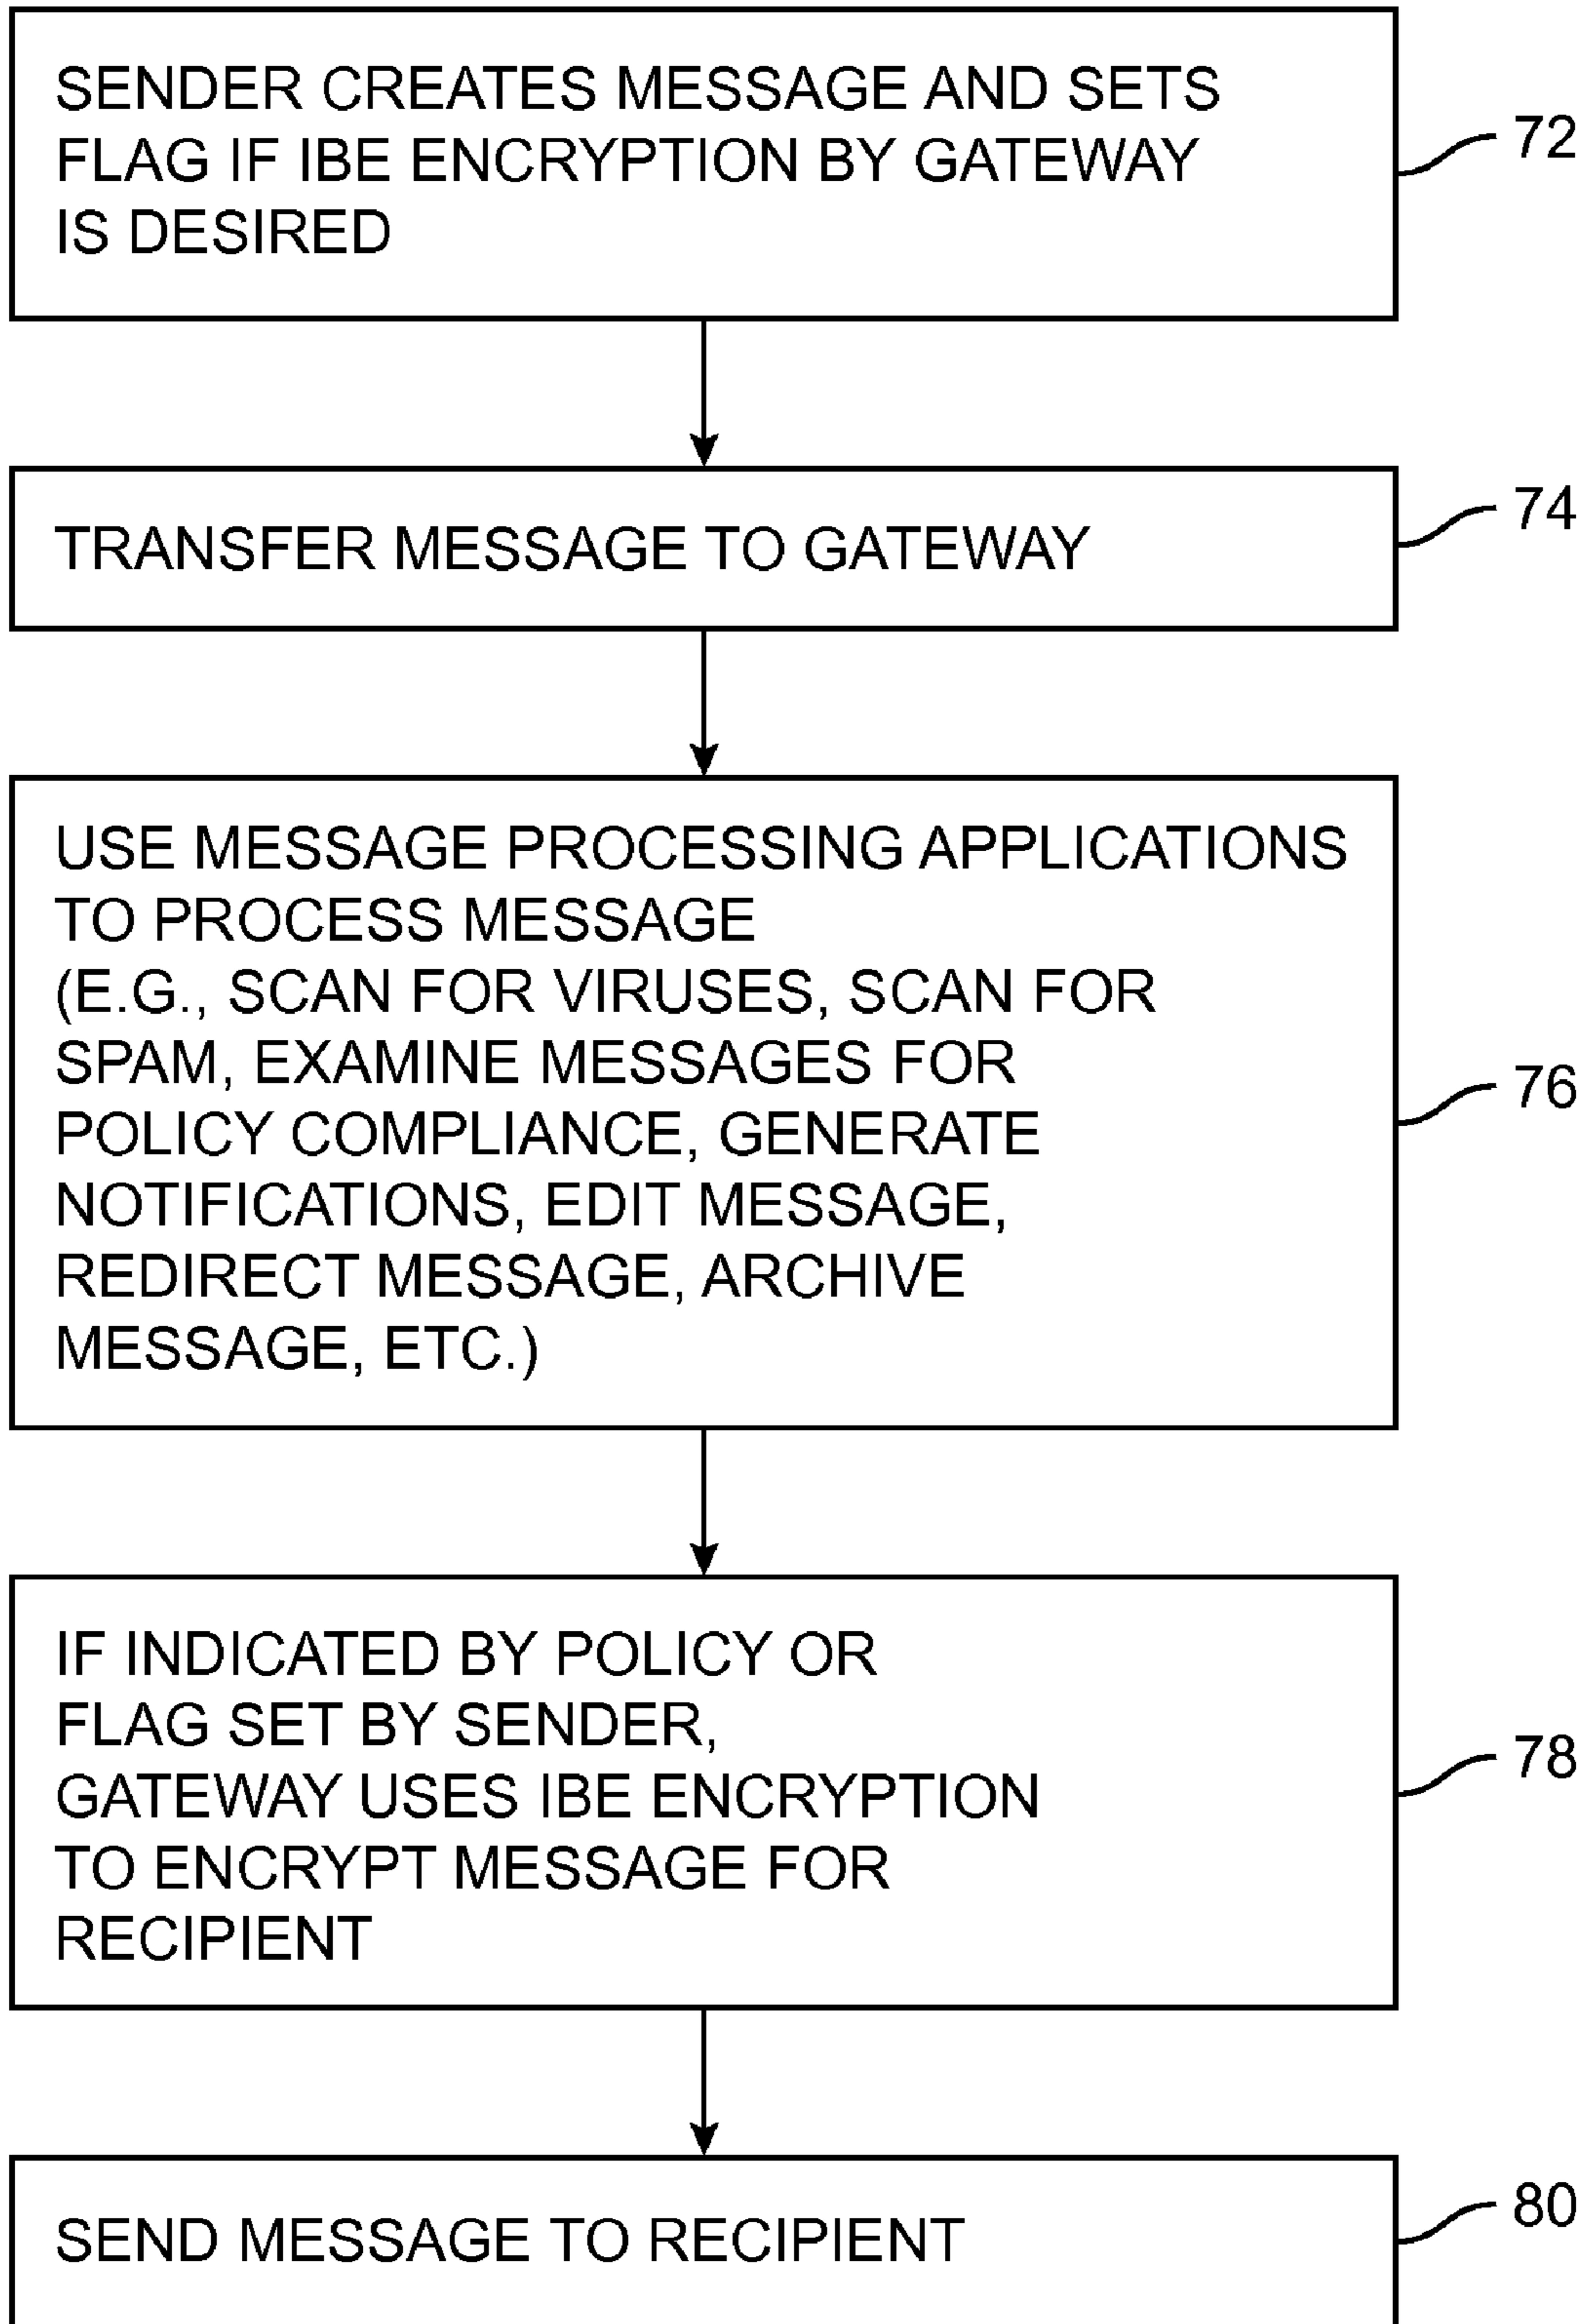 SENDER CREATES MESSAGE AND SETS
FLAG IF IBE ENCRYPTION BY GATEWAY
IS DESIRED
72
TRANSFER MESSAGE TO GATEWAY
74
USE MESSAGE PROCESSING APPLICATIONS
TO PROCESS MESSAGE
(E.G., SCAN FOR VIRUSES, SCAN FOR
SPAM, EXAMINE MESSAGES FOR
POLICY COMPLIANCE, GENERATE
NOTIFICATIONS, EDIT MESSAGE,
REDIRECT MESSAGE, ARCHIVE
MESSAGE, ETC.)
76
IF INDICATED BY POLICY OR
FLAG SET BY SENDER,
GATEWAY USES IBE ENCRYPTION
TO ENCRYPT MESSAGE FOR
RECIPIENT
78
SEND MESSAGE TO RECIPIENT
80